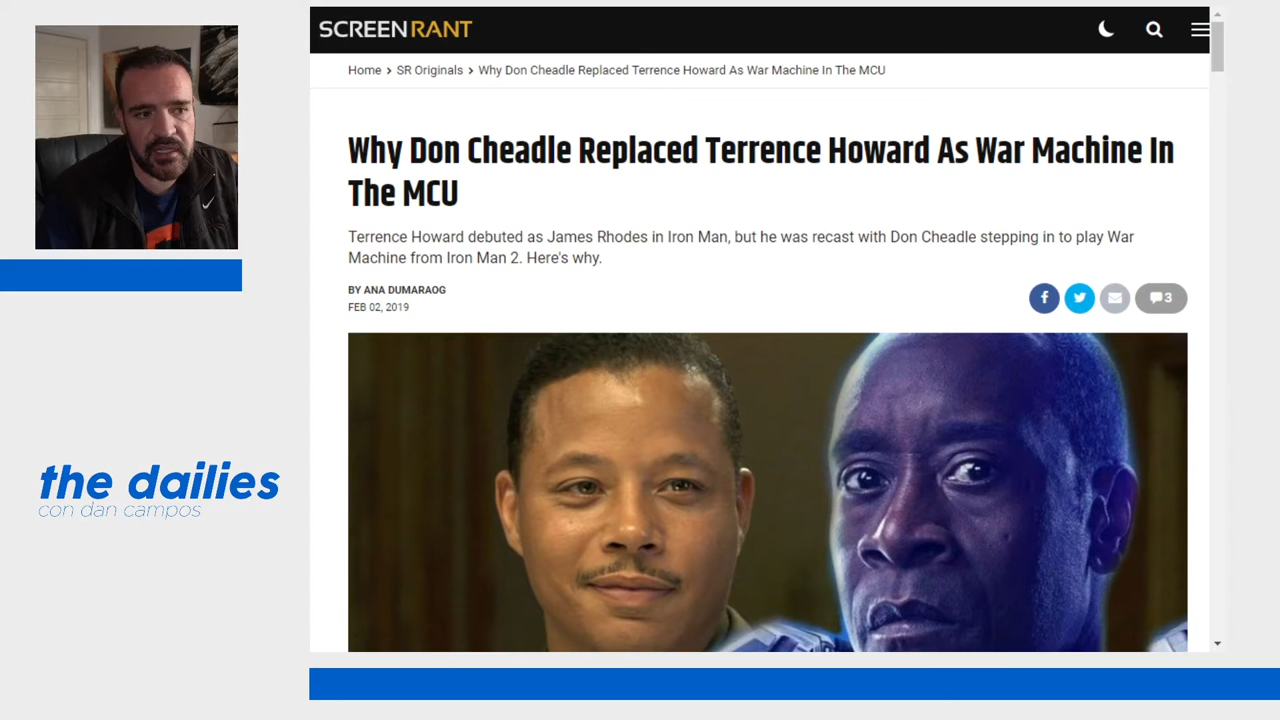 SCREENRANT
Home > SR Originals > Why Don Cheadle Replaced Terrence Howard As War Machine In The MCU
Why Don Cheadle Replaced Terrence Howard As War Machine In
The MCU
Terrence Howard debuted as James Rhodes in Iron Man, but he was recast with Don Cheadle stepping in to play War
Machine from Iron Man 2. Here's why.
BY ANA DUMARAOG
FEB 02, 2019
3
the dailies
con dan campos